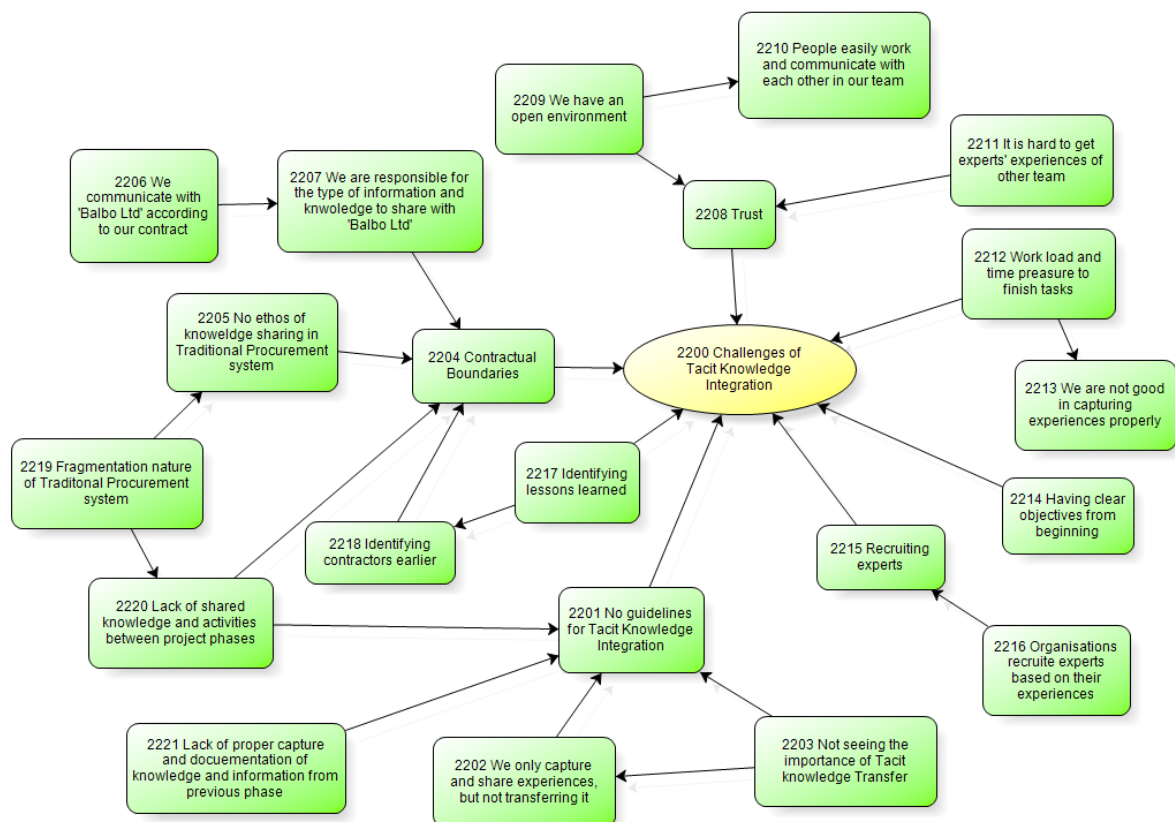 2210 People easily work
and communicate with
each other in our team
2209 We have an
open environment
2211 It is hard to get
experts' experiences of
other team
2206 We
communicate with
'Balbo Ltd' according
to our contract
2207 We are responsible for
the type of information and
knwoledge to share with
'Balbo Ltd'
2208 Trust
2212 Work load and
time preasure to
finish tasks
2205 No ethos of
knoweldge sharing in
Traditional Procurement
system
2204 Contractual
Boundaries
2200 Challenges of
Tacit Knowledge
Integration
2213 We are not good
in capturing
experiences properly
2219 Fragmentation nature
of Traditonal Procurement
system
2217 Identifying
lessons learned
2214 Having clear
objectives from
beginning
2218 Identifying
contractors earlier
2215 Recruiting
experts
2220 Lack of shared
knowledge and activities
between project phases
2201 No guidelines
for Tacit Knowledge
Integration
2216 Organisations
recruite experts
based on their
experiences
2221 Lack of proper capture
and docuementation of
knowledge and information from
previous phase
2202 We only capture
and share experiences,
but not transferring it
2203 Not seeing the
importance of Tacit
knowledge Transfer